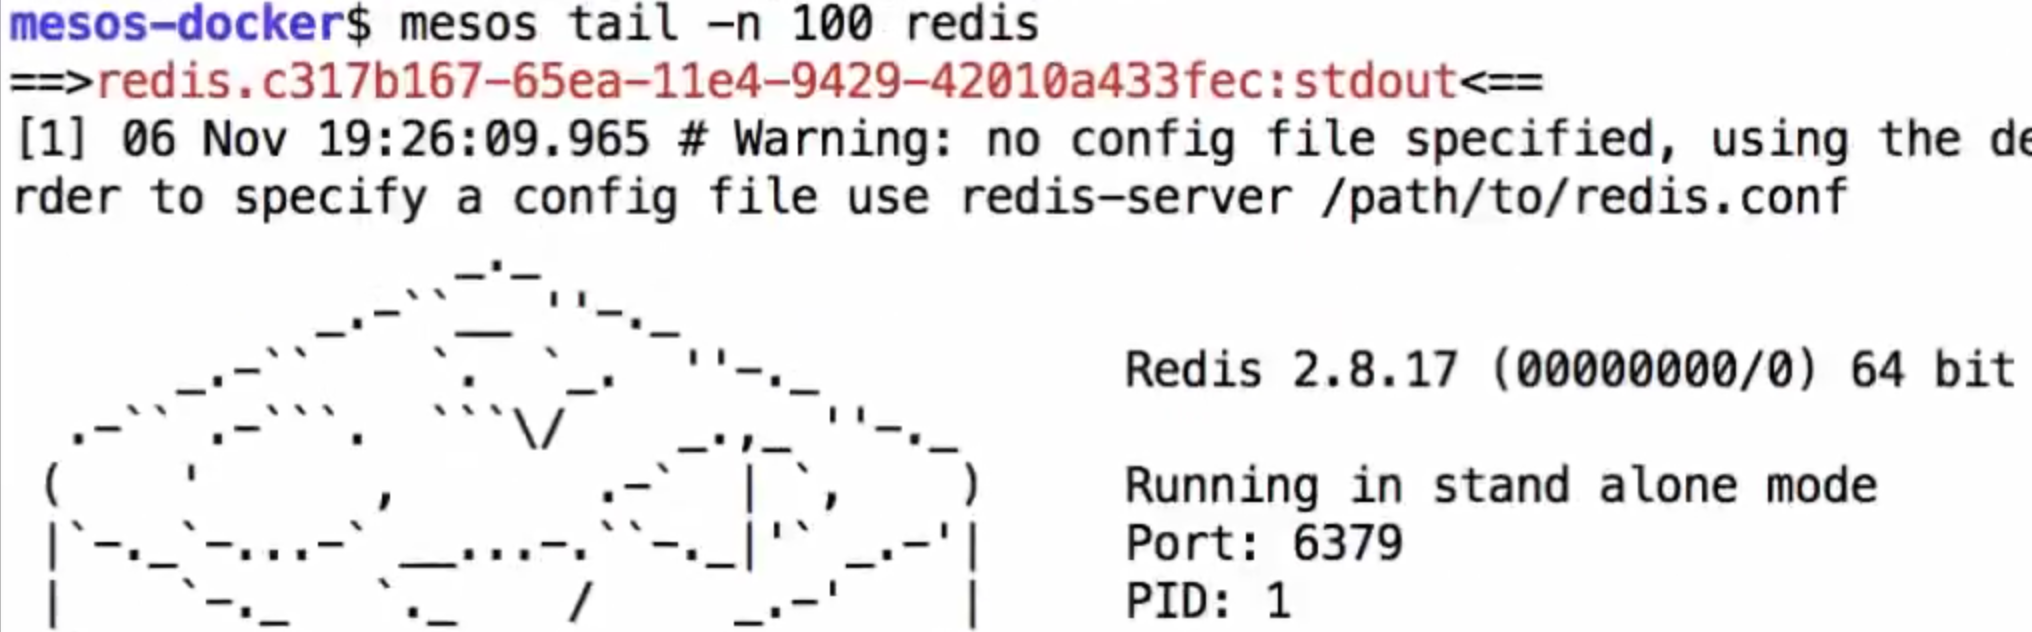 mesos-docker$ mesos tail -n 100 redis
==>redis.c317b167-65ea-11e4-9429-42010a433fec:stdout<==
[1] 06 Nov 19:26:09.965 # Warning: no config file specified, using the de
rder to specify a config file use redis-server /path/to/redis.conf
Redis 2.8.17 (00000000/0) 64 bit
Running in stand alone mode
Port: 6379
PID: 1